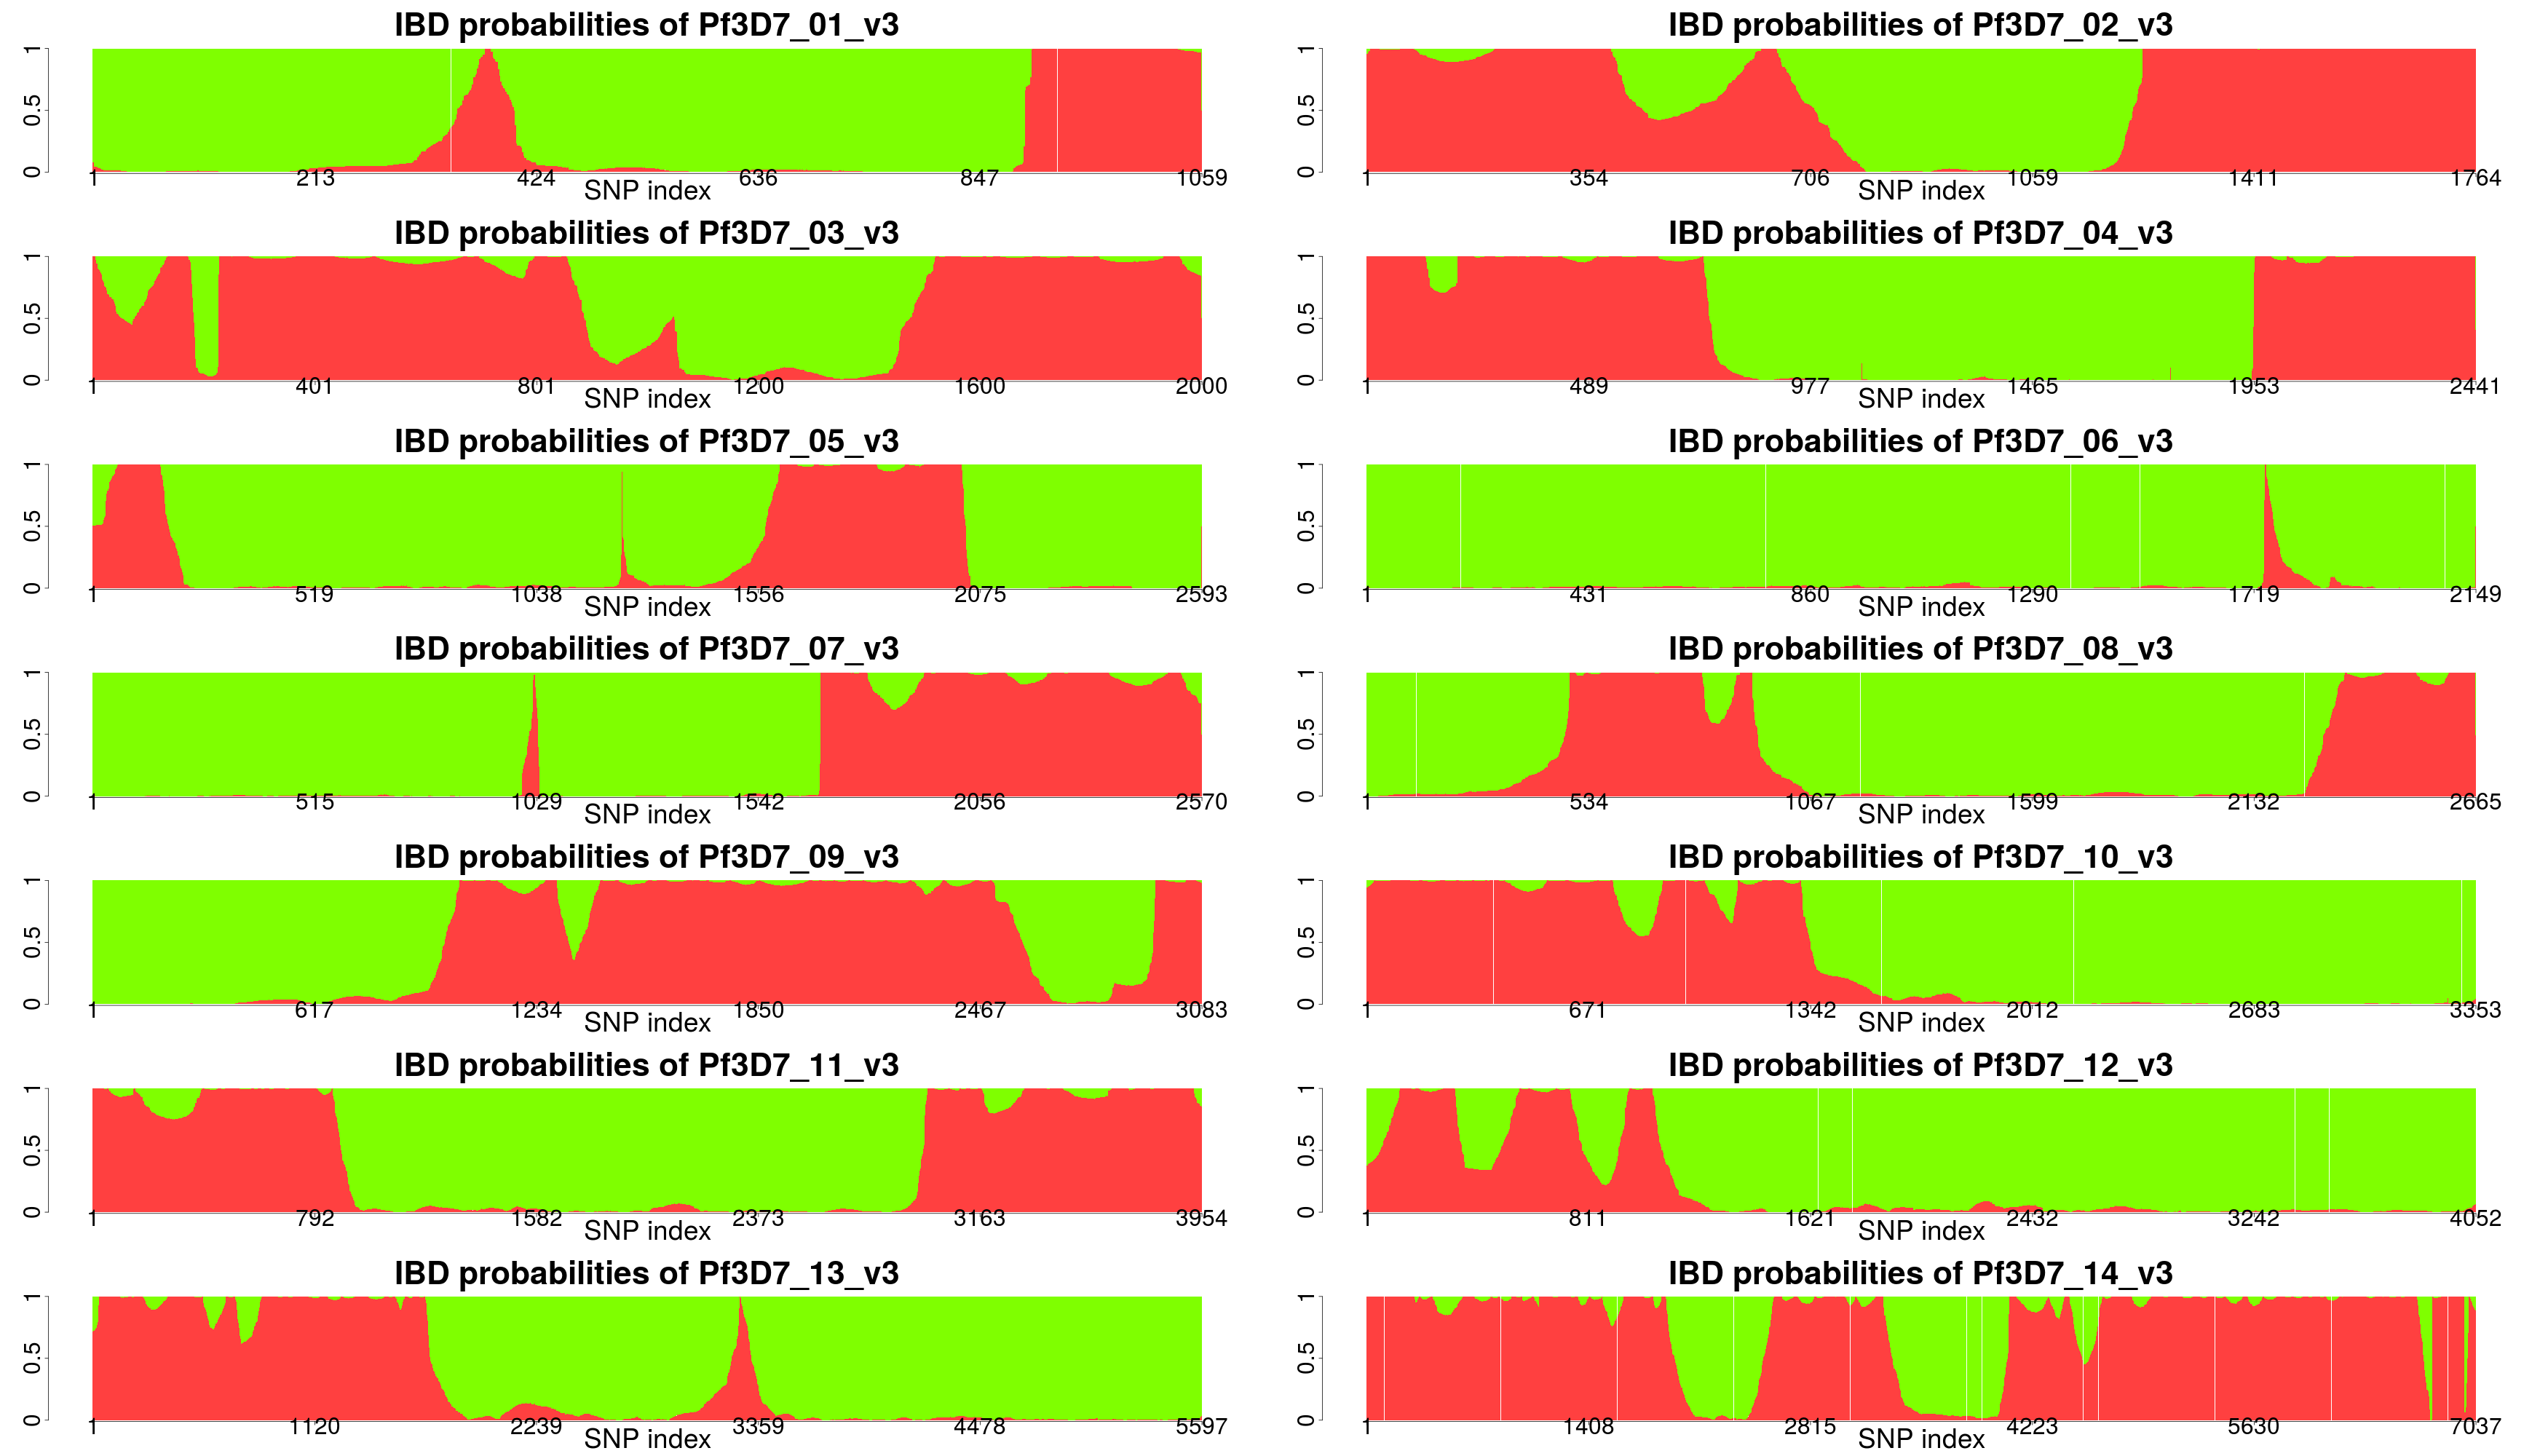 IBD probabilities of Pf3D7_01_v3
0 0.5 1
1 213 424 636 847 1059
SNP index
IBD probabilities of Pf3D7_02_v3
0 0.5 1
1 354 706 1059 1411 1764
SNP index
IBD probabilities of Pf3D7_03_v3
0 0.5 1
1 401 801 1200 1600 2000
SNP index
IBD probabilities of Pf3D7_04_v3
0 0.5 1
1 489 977 1465 1953 2441
SNP index
IBD probabilities of Pf3D7_05_v3
0 0.5 1
1 519 1038 1556 2075 2593
SNP index
IBD probabilities of Pf3D7_06_v3
0 0.5 1
1 431 860 1290 1719 2149
SNP index
IBD probabilities of Pf3D7_07_v3
0 0.5 1
1 515 1029 1542 2056 2570
SNP index
IBD probabilities of Pf3D7_08_v3
0 0.5 1
1 534 1067 1599 2132 2665
SNP index
IBD probabilities of Pf3D7_09_v3
0 0.5 1
1 617 1234 1850 2467 3083
SNP index
IBD probabilities of Pf3D7_10_v3
0 0.5 1
1 671 1342 2012 2683 3353
SNP index
IBD probabilities of Pf3D7_11_v3
0 0.5 1
1 792 1582 2373 3163 3954
SNP index
IBD probabilities of Pf3D7_12_v3
0 0.5 1
1 811 1621 2432 3242 4052
SNP index
IBD probabilities of Pf3D7_13_v3
0 0.5 1
1 1120 2239 3359 4478 5597
SNP index
IBD probabilities of Pf3D7_14_v3
0 0.5 1
1 1408 2815 4223 5630 7037
SNP index